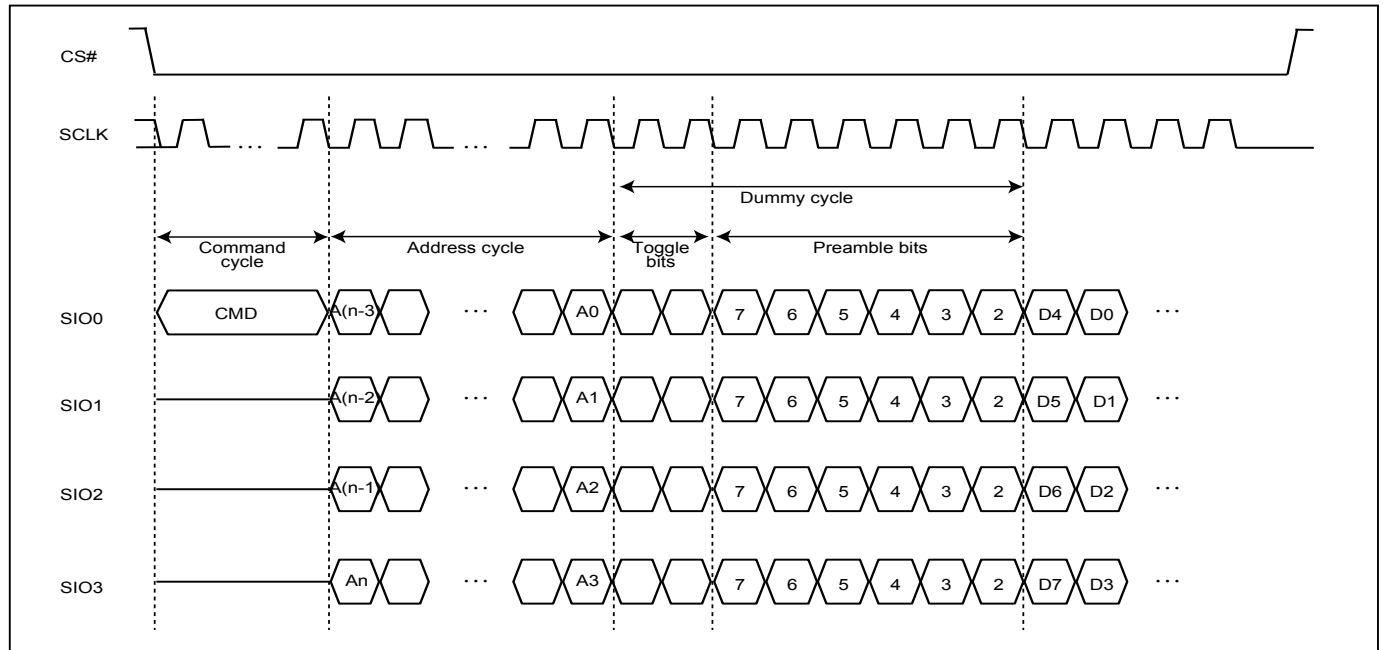 CS#
SCLK ... ...
Dummy cycle
Command cycle Address cycle Toggle bits Preamble bits
SIO0 CMD A(n-3) ... A0 7 6 5 4 3 2 D4 D0 ...
SIO1 A(n-2) ... A1 7 6 5 4 3 2 D5 D1 ...
SIO2 A(n-1) ... A2 7 6 5 4 3 2 D6 D2 ...
SIO3 An ... A3 7 6 5 4 3 2 D7 D3 ...